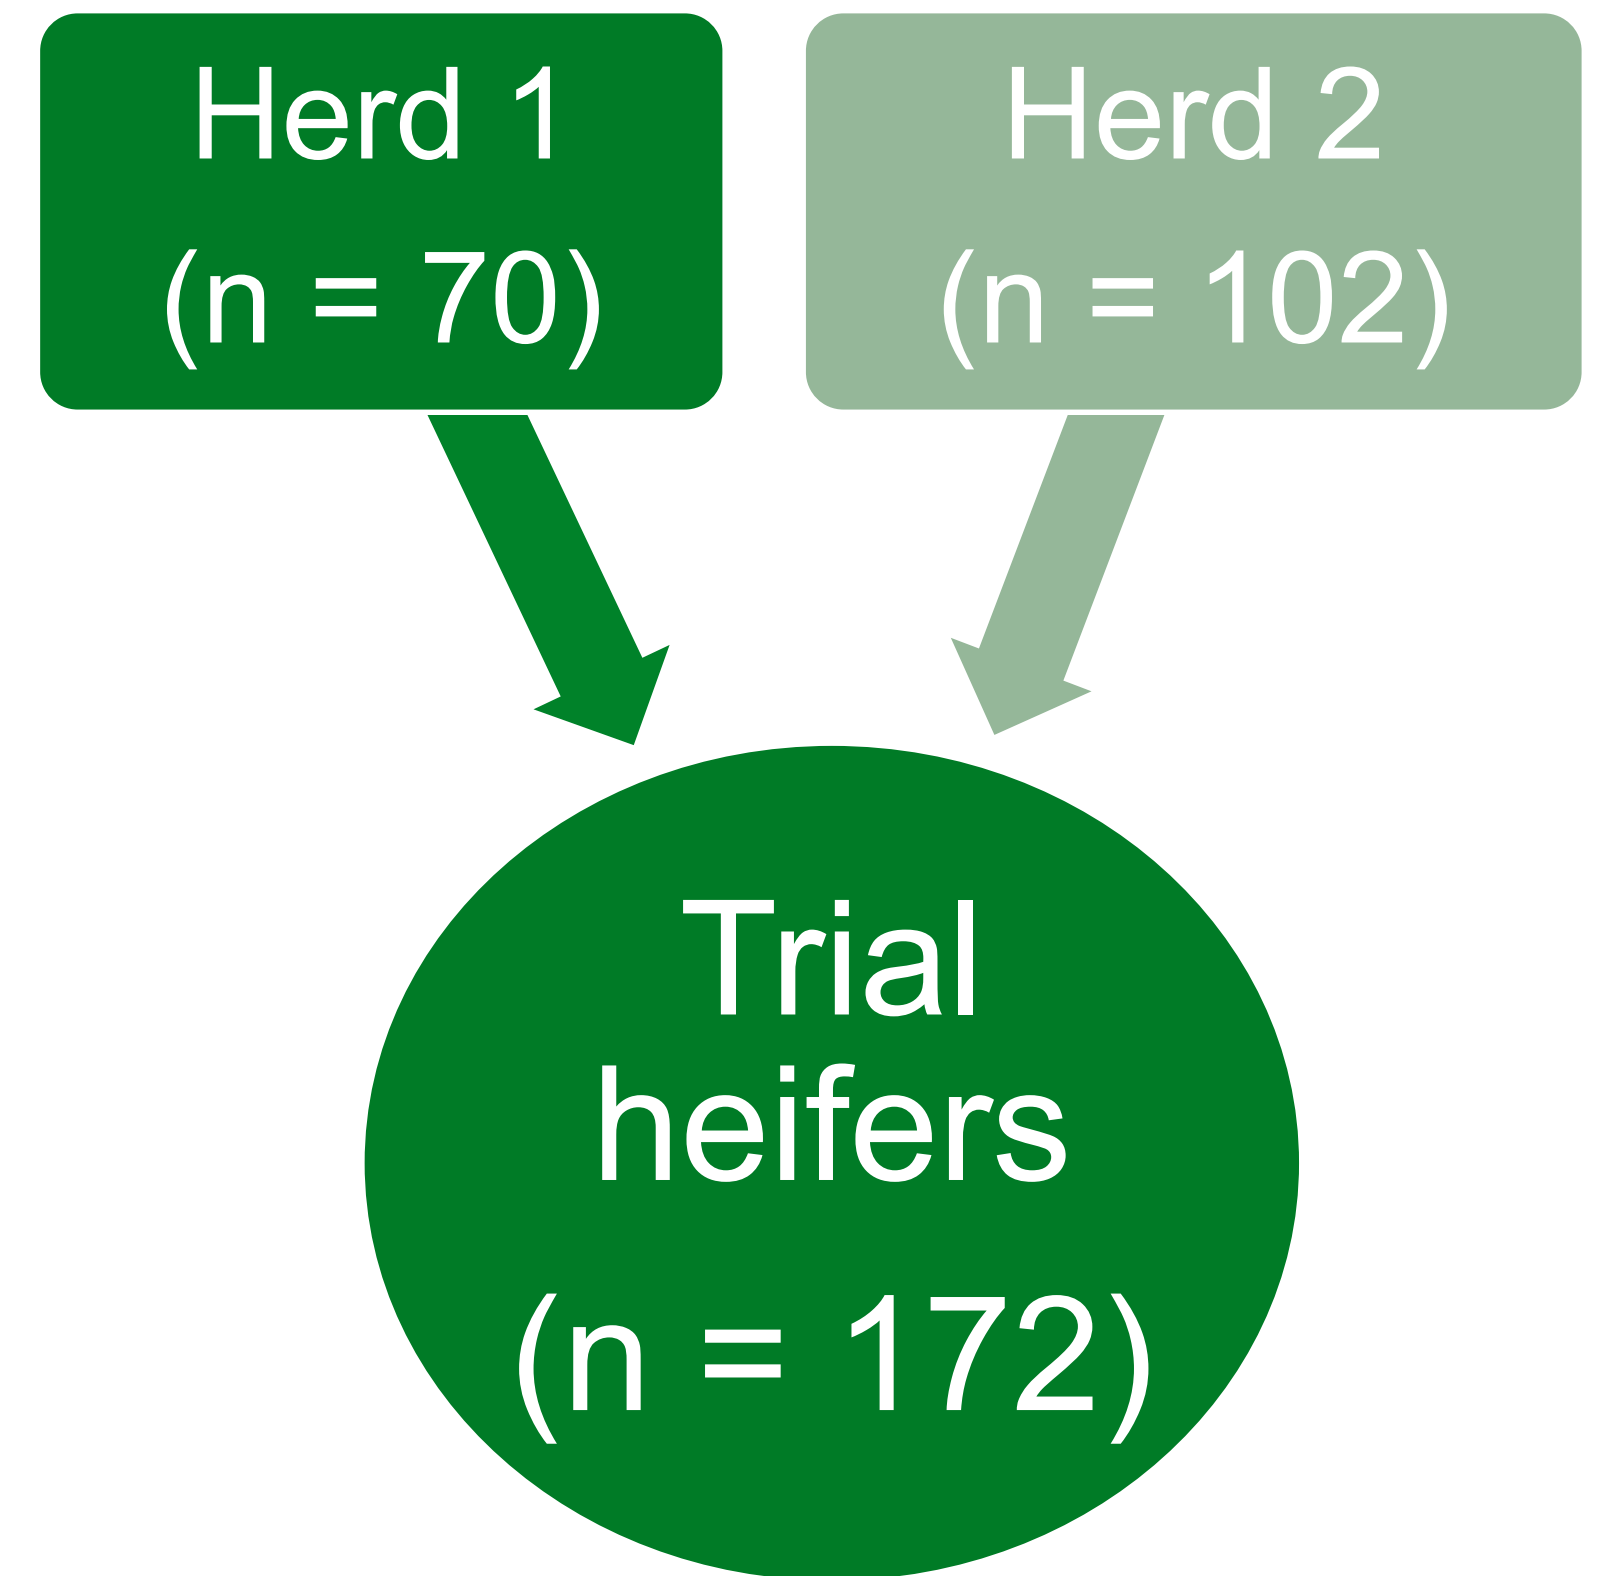 Herd 1
(n = 70)
Herd 2
(n = 102)
Trial
heifers
(n = 172)